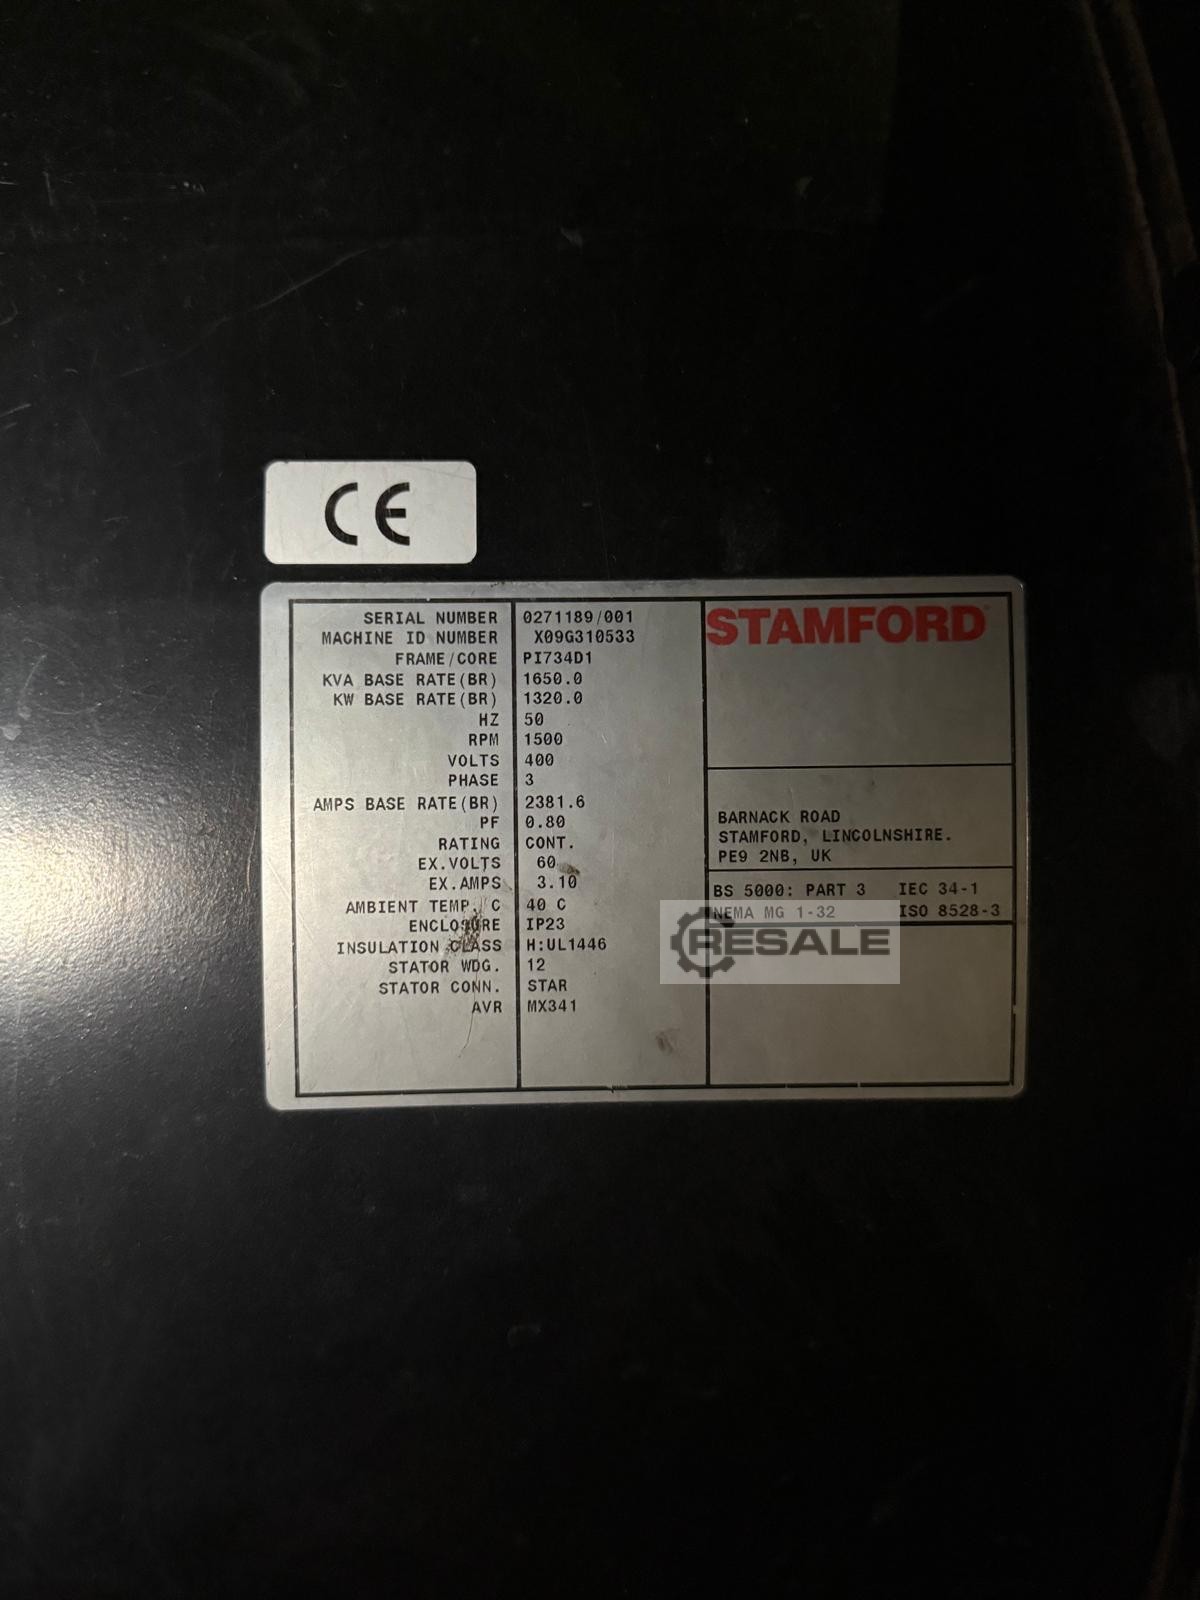 CE
SERIAL NUMBER 0271189/001
MACHINE ID NUMBER X09G310533
FRAME/CORE PI734D1
KVA BASE RATE(BR) 1650.0
KW BASE RATE(BR) 1320.0
HZ 50
RPM 1500
VOLTS 400
PHASE 3
AMPS BASE RATE(BR) 2381.6
PF 0.80
RATING CONT.
EX.VOLTS 60
EX.AMPS 3.10
AMBIENT TEMP. C 40 C
ENCLOSURE IP23
INSULATION CLASS H:UL1446
STATOR WDG. 12
STATOR CONN. STAR
AVR MX341
STAMFORD
BARNACK ROAD
STAMFORD, LINCOLNSHIRE.
PE9 2NB, UK
BS 5000: PART 3 IEC 34-1
NEMA MG 1-32 ISO 8528-3
RESALE